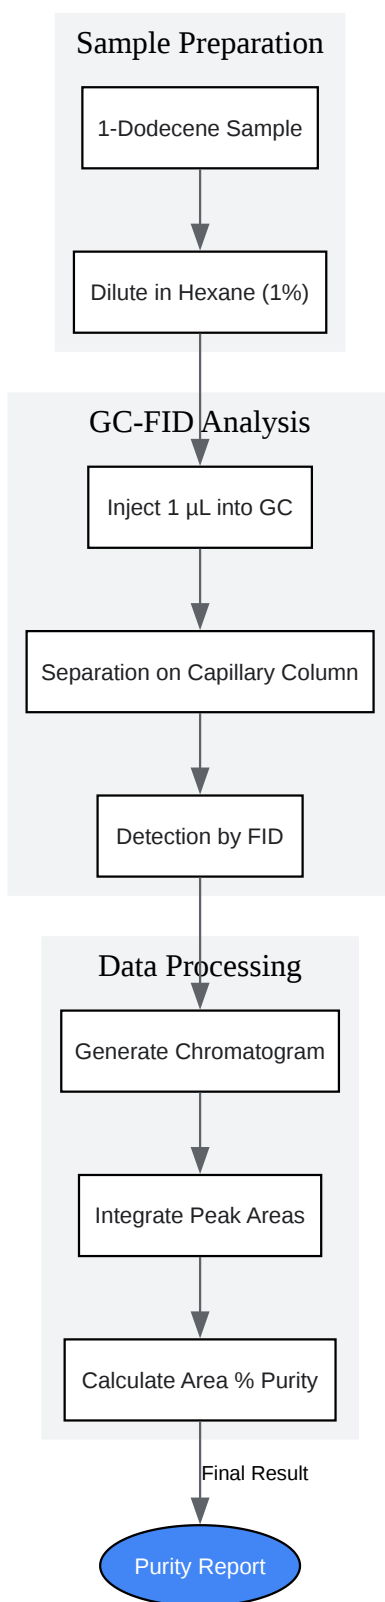 Sample Preparation
1-Dodecene Sample
Dilute in Hexane (1%)
GC-FID Analysis
Inject 1 µL into GC
Separation on Capillary Column
Detection by FID
Data Processing
Generate Chromatogram
Integrate Peak Areas
Calculate Area % Purity
Final Result
Purity Report